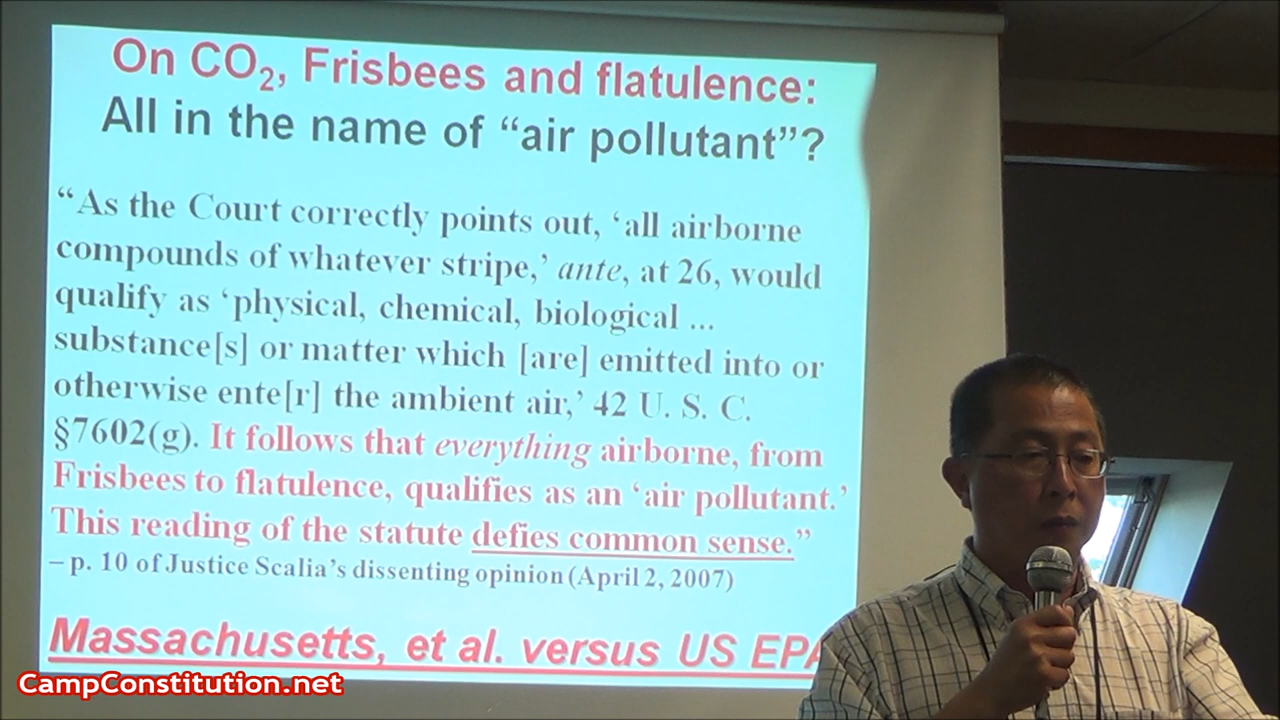 On CO₂, Frisbees and flatulence:
All in the name of “air pollutant”?
“As the Court correctly points out, ‘all airborne
compounds of whatever stripe,’ ante, at 26, would
qualify as ‘physical, chemical, biological ...
substance[s] or matter which [are] emitted into or
otherwise ente[r] the ambient air,’ 42 U. S. C.
§7602(g). It follows that everything airborne, from
Frisbees to flatulence, qualifies as an ‘air pollutant.’
This reading of the statute defies common sense.”
– p. 10 of Justice Scalia’s dissenting opinion (April 2, 2007)
Massachusetts, et al. versus US EPA
CampConstitution.net